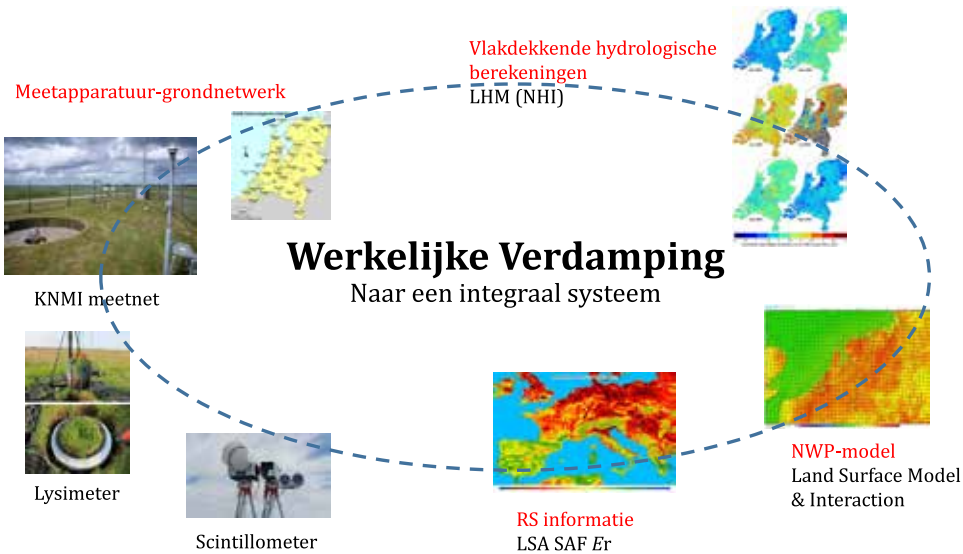 Vlakdekkende hydrologische
berekeningen
LHM (NHI)
Meetapparatuur-grondnetwerk
Werkelijke Verdamping
Naar een integraal systeem
KNMI meetnet
Lysimeter
Scintillometer
RS informatie
LSA SAF Er
NWP-model
Land Surface Model
& Interaction